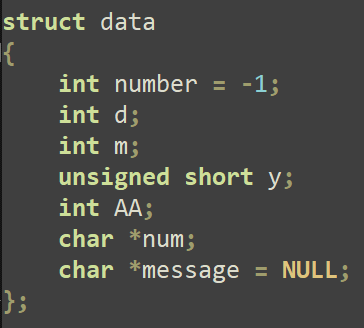 struct data
{
    int number = -1;
    int d;
    int m;
    unsigned short y;
    int AA;
    char *num;
    char *message = NULL;
};